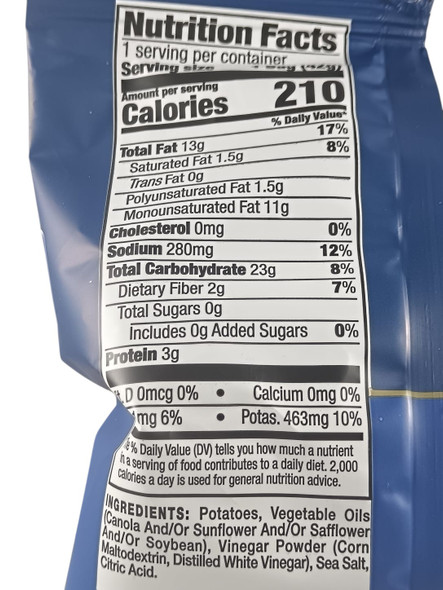 Nutrition Facts
1 serving per container
Serving size (42g)
Amount per serving
Calories 210
% Daily Value*
Total Fat 13g 17%
Saturated Fat 1.5g 8%
Trans Fat 0g
Polyunsaturated Fat 1.5g
Monounsaturated Fat 11g
Cholesterol 0mg 0%
Sodium 280mg 12%
Total Carbohydrate 23g 8%
Dietary Fiber 2g 7%
Total Sugars 0g
Includes 0g Added Sugars 0%
Protein 3g
D 0mcg 0% • Calcium 0mg 0%
mg 6% • Potas. 463mg 10%
% Daily Value (DV) tells you how much a nutrient
in a serving of food contributes to a daily diet. 2,000
calories a day is used for general nutrition advice.
INGREDIENTS: Potatoes, Vegetable Oils
(Canola And/Or Sunflower And/Or Safflower
And/Or Soybean), Vinegar Powder (Corn
Maltodextrin, Distilled White Vinegar), Sea Salt,
Citric Acid.